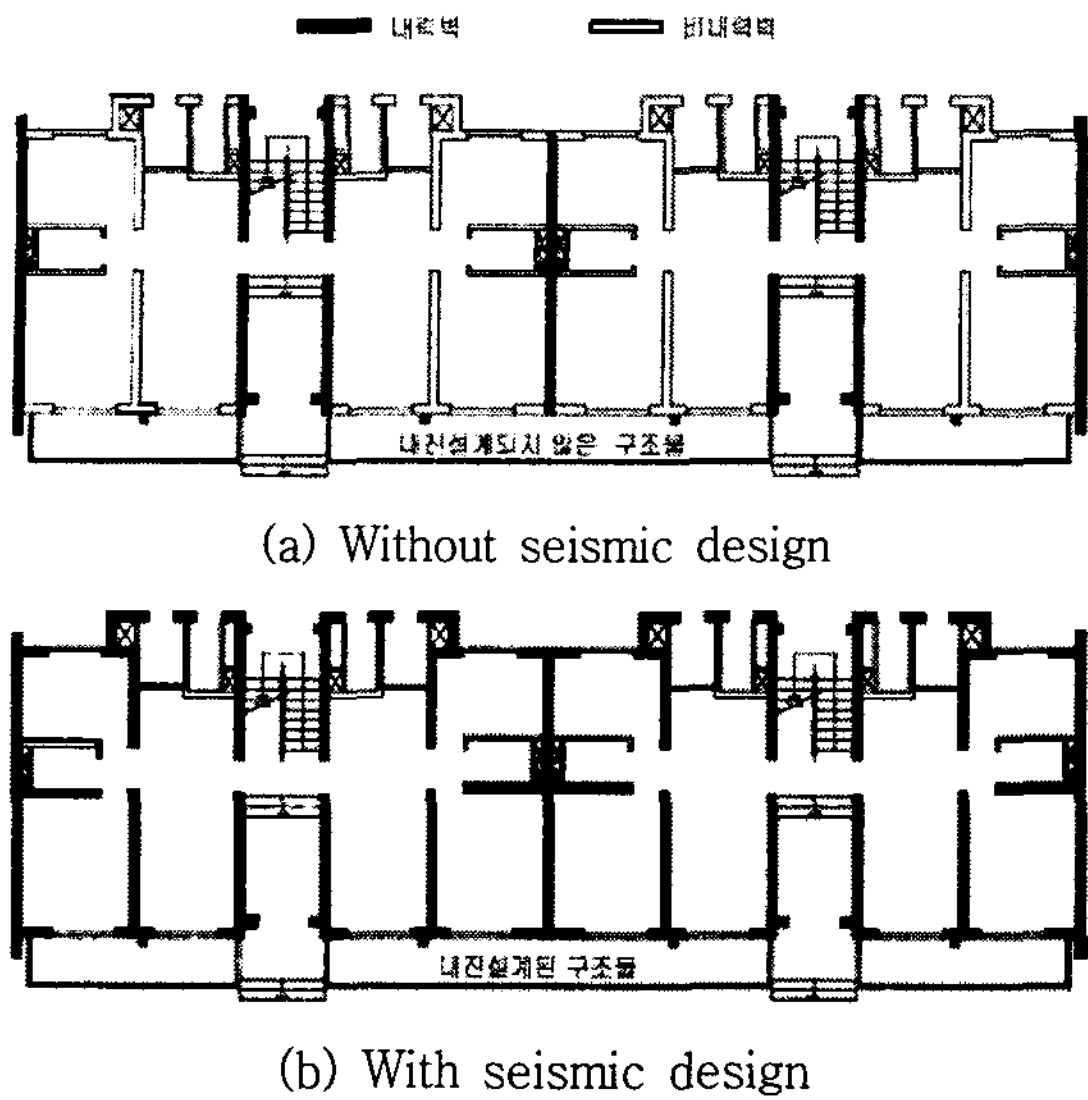 내력벽 비내력벽
내진설계되지 않은 구조물
(a) Without seismic design
내진설계된 구조물
(b) With seismic design